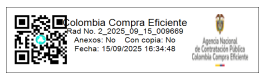 Colombia Compra Eficiente
Rad No. 2_2025_09_15_009669
Anexos: No Con copia: No
Fecha: 15/09/2025 16:34:48
Agencia Nacional
de Contratación Pública
Colombia Compra Eficiente